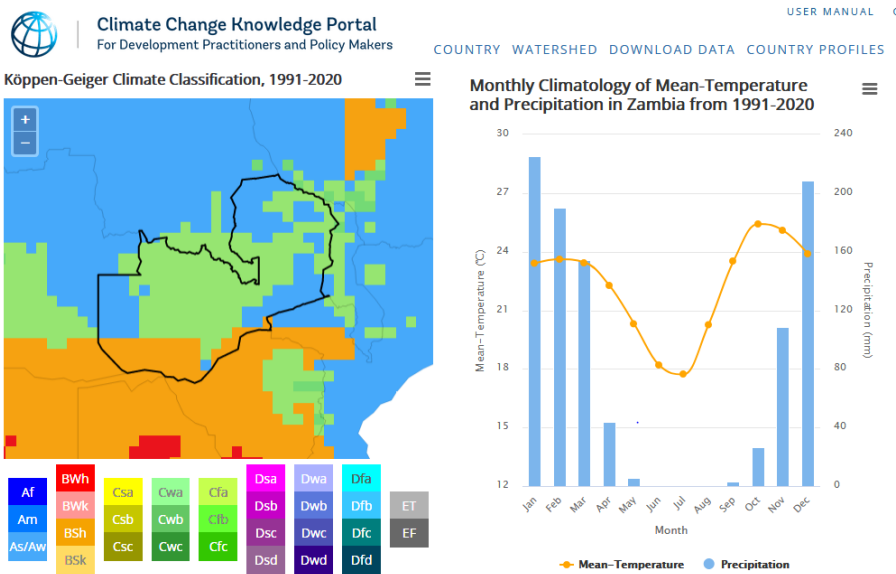 USER MANUAL
Climate Change Knowledge Portal
For Development Practitioners and Policy Makers
COUNTRY WATERSHED DOWNLOAD DATA COUNTRY PROFILES
Köppen-Geiger Climate Classification, 1991-2020
+
−
Af
Am
As/Aw
BWh
BWk
BSh
BSk
Csa
Csb
Csc
Cwa
Cwb
Cwc
Cfa
Cfb
Cfc
Dsa
Dsb
Dsc
Dsd
Dwa
Dwb
Dwc
Dwd
Dfa
Dfb
Dfc
Dfd
ET
EF
Monthly Climatology of Mean-Temperature
and Precipitation in Zambia from 1991-2020
30
27
24
21
18
15
12
Mean-Temperature (℃)
240
200
160
120
80
40
0
Precipitation (mm)
Jan Feb Mar Apr May Jun Jul Aug Sep Oct Nov Dec
Month
Mean-Temperature Precipitation